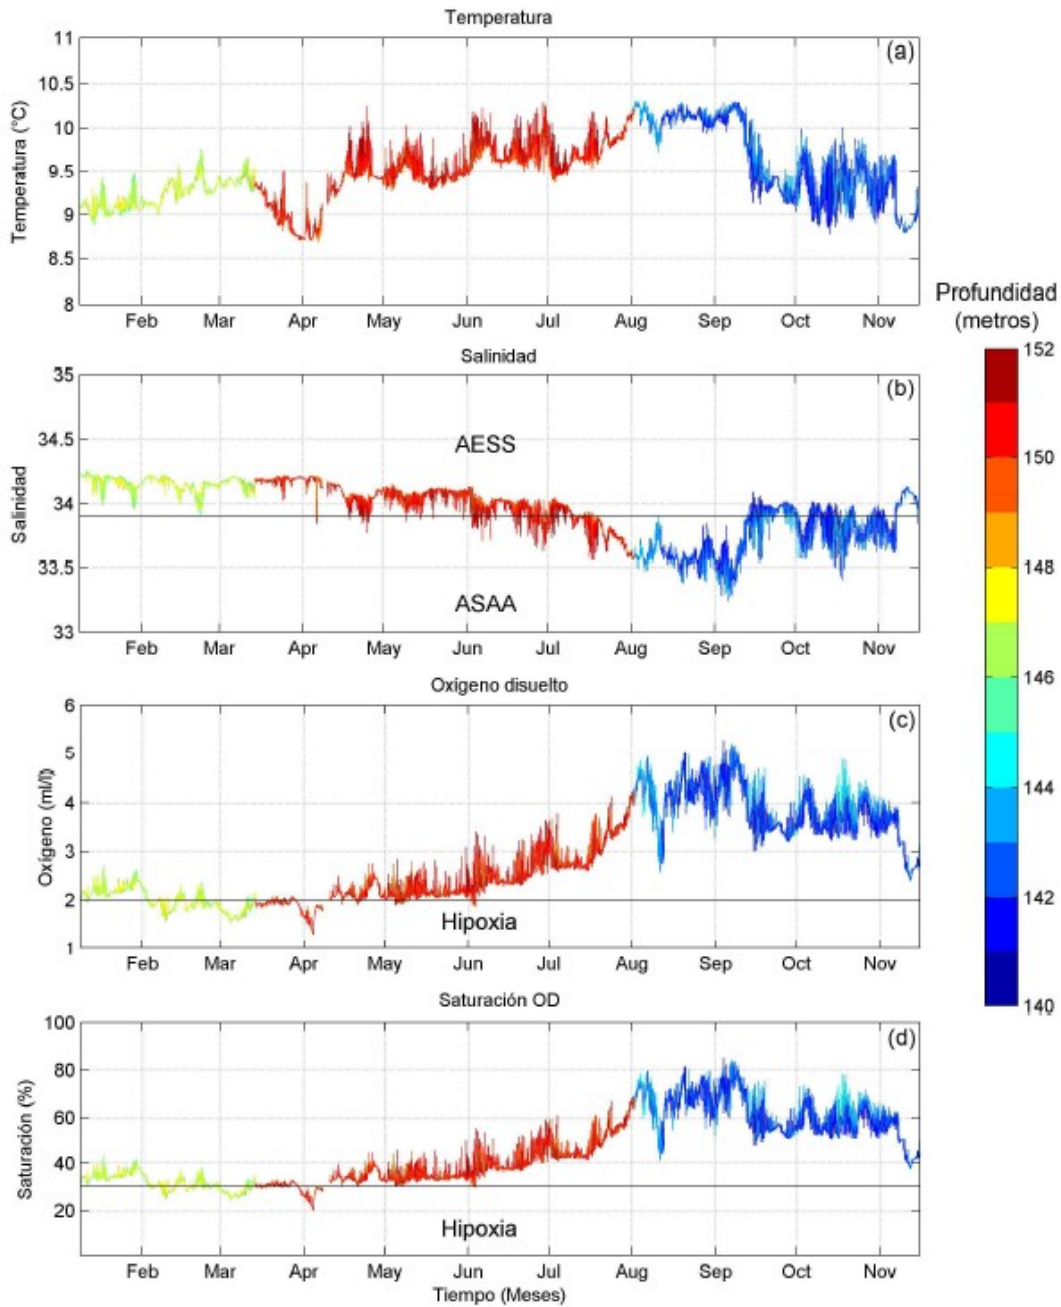 Temperatura
(a)
11
10.5
10
9.5
9
8.5
8
Temperatura (°C)
Feb Mar Apr May Jun Jul Aug Sep Oct Nov
Profundidad
(metros)
152
150
148
146
144
142
140
Salinidad
(b)
35
34.5
34
33.5
33
Salinidad
AESS
ASAA
Feb Mar Apr May Jun Jul Aug Sep Oct Nov
Oxigeno disuelto
(c)
6
5
4
3
2
1
Oxígeno (ml/l)
Hipoxia
Feb Mar Apr May Jun Jul Aug Sep Oct Nov
Saturación OD
(d)
100
80
60
40
20
Saturación (%)
Hipoxia
Feb Mar Apr May Jun Jul Aug Sep Oct Nov
Tiempo (Meses)